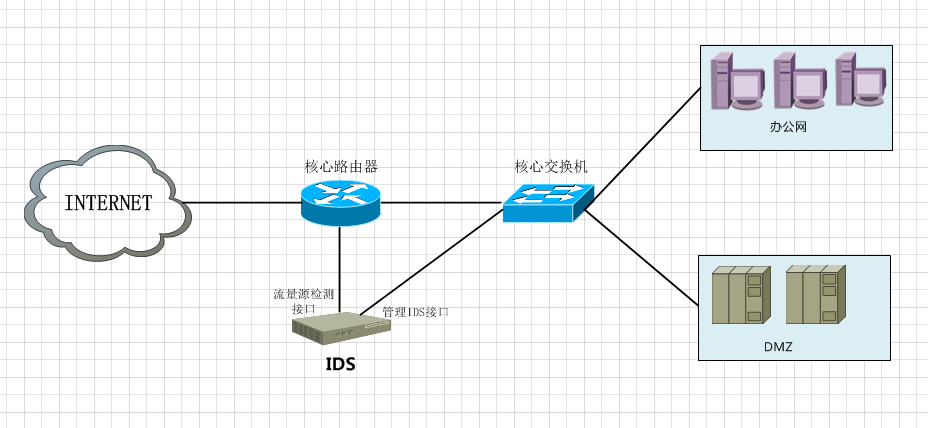 办公网
核心路由器
核心交换机
INTERNET
流量源检测
接口
管理IDS接口
IDS
DMZ